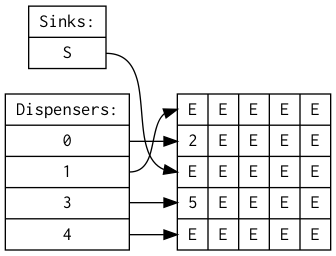 Sinks:
S
Dispensers:
0
1
3
4
E E E E E
2 E E E E
E E E E E
5 E E E E
E E E E E